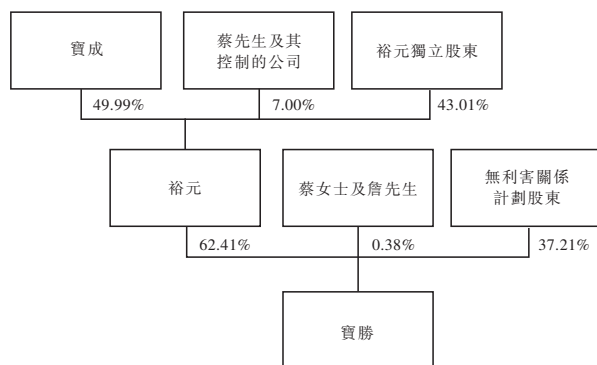 寶成
蔡先生及其
控制的公司
裕元獨立股東
49.99%
7.00%
43.01%
裕元
蔡女士及詹先生
無利害關係
計劃股東
62.41%
0.38%
37.21%
寶勝